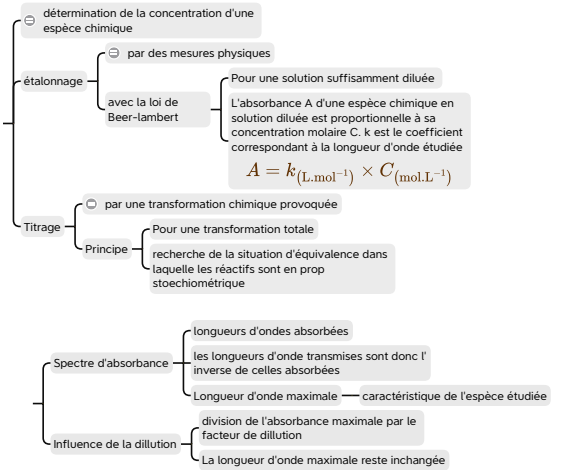 détermination de la concentration d'une
espèce chimique
étalonnage
par des mesures physiques
avec la loi de
Beer-lambert
Pour une solution suffisamment diluée
L'absorbance A d'une espèce chimique en
solution diluée est proportionnelle à sa
concentration molaire C. k est le coefficient
correspondant à la longueur d'onde étudiée
A = k(L.mol⁻¹) × C(mol.L⁻¹)
Titrage
par une transformation chimique provoquée
Principe
Pour une transformation totale
recherche de la situation d'équivalence dans
laquelle les réactifs sont en prop
stoechiométrique
Spectre d'absorbance
longueurs d'ondes absorbées
les longueurs d'onde transmises sont donc l'
inverse de celles absorbées
Longueur d'onde maximale
caractéristique de l'espèce étudiée
Influence de la dillution
division de l'absorbance maximale par le
facteur de dillution
La longueur d'onde maximale reste inchangée